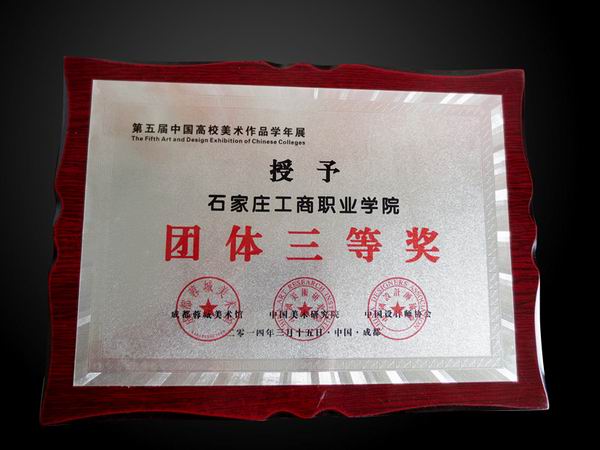 第五届中国高校美术作品学年展
The Fifth Art and Design Exhibition of Chinese Colleges
授予
石家庄工商职业学院
团体三等奖
成都蓉城美术馆 中国美术研究院 中国设计师协会
二〇一四年三月十五日·中国·成都